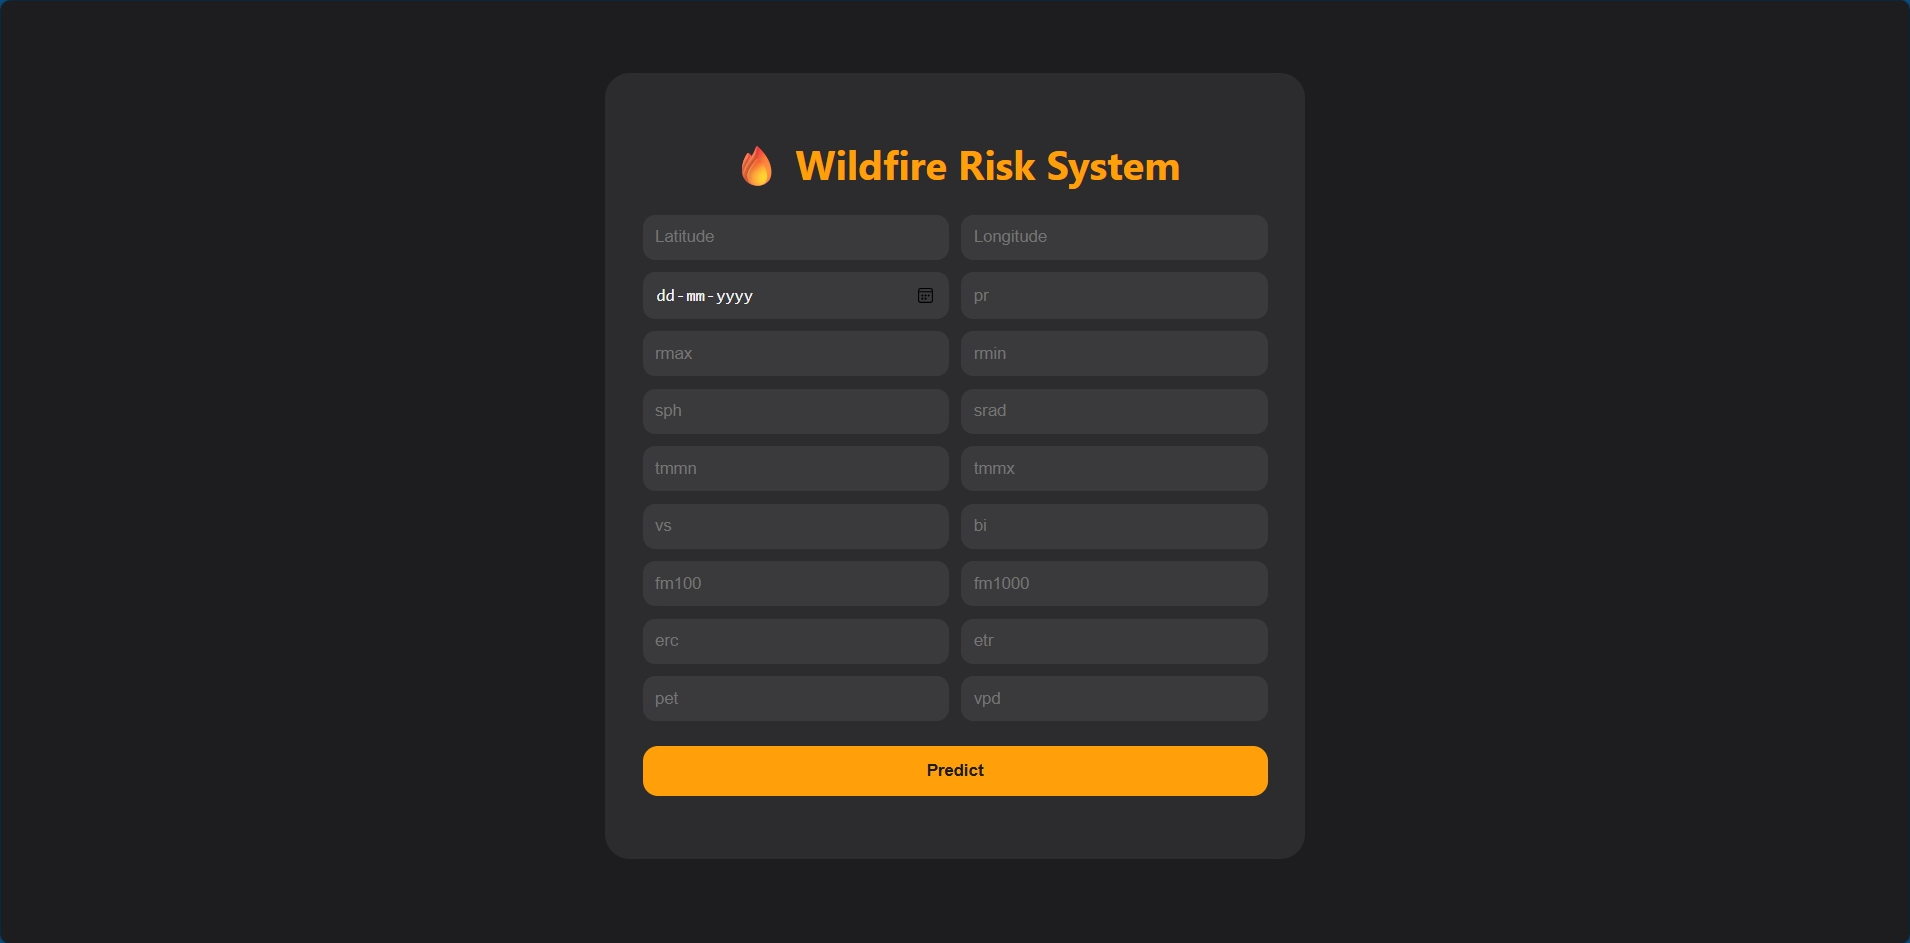 Wildfire Risk System
Latitude
Longitude
dd-mm-yyyy
pr
rmax
rmin
sph
srad
tmmn
tmmx
vs
bi
fm100
fm1000
erc
etr
pet
vpd
Predict